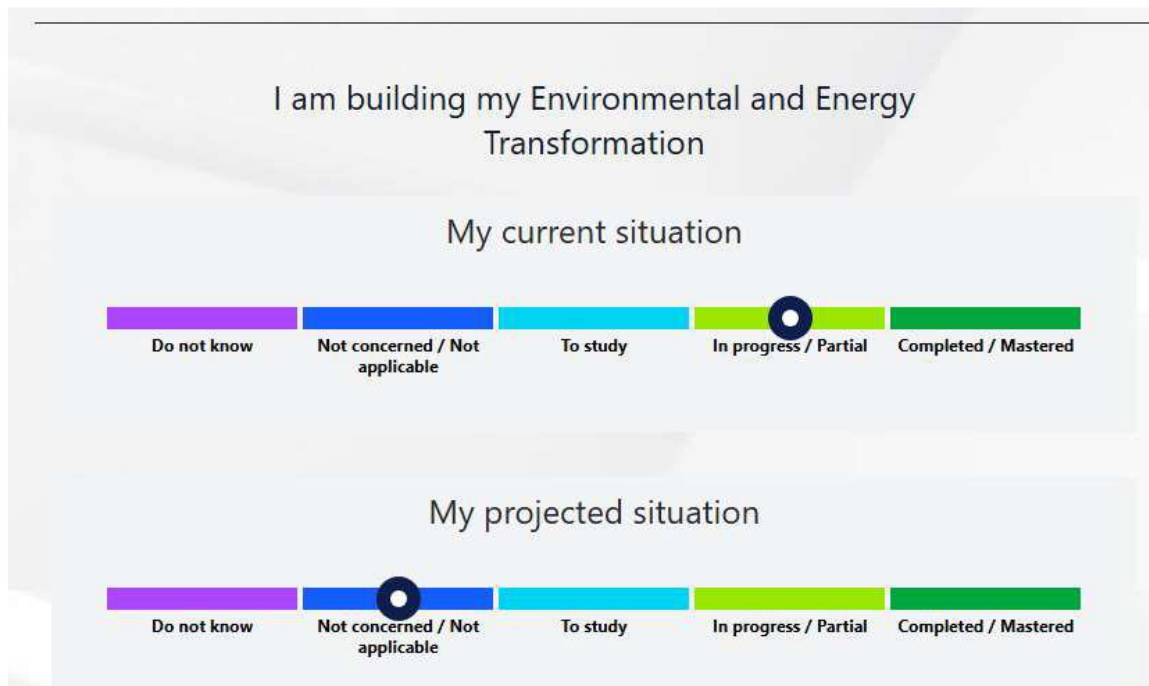 I am building my Environmental and Energy
Transformation
My current situation
Do not know
Not concerned / Not
applicable
To study
In progress / Partial
Completed / Mastered
My projected situation
Do not know
Not concerned / Not
applicable
To study
In progress / Partial
Completed / Mastered